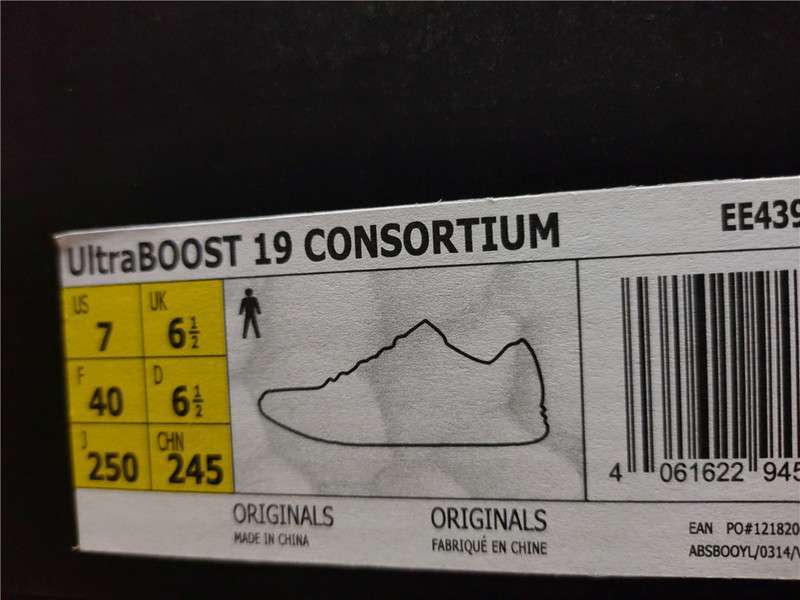 UltraBOOST 19 CONSORTIUM
EE439
US 7 UK 6½
F 40 D 6½
J 250 CHN 245
4 061622 945
ORIGINALS ORIGINALS
MADE IN CHINA FABRIQUÉ EN CHINE
EAN PO#121820
ABSBOOYL/0314/